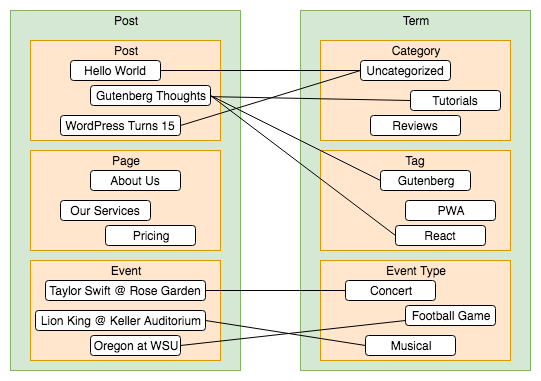 Post
Post
Hello World
Gutenberg Thoughts
WordPress Turns 15
Page
About Us
Our Services
Pricing
Event
Taylor Swift @ Rose Garden
Lion King @ Keller Auditorium
Oregon at WSU
Term
Category
Uncategorized
Tutorials
Reviews
Tag
Gutenberg
PWA
React
Event Type
Concert
Football Game
Musical